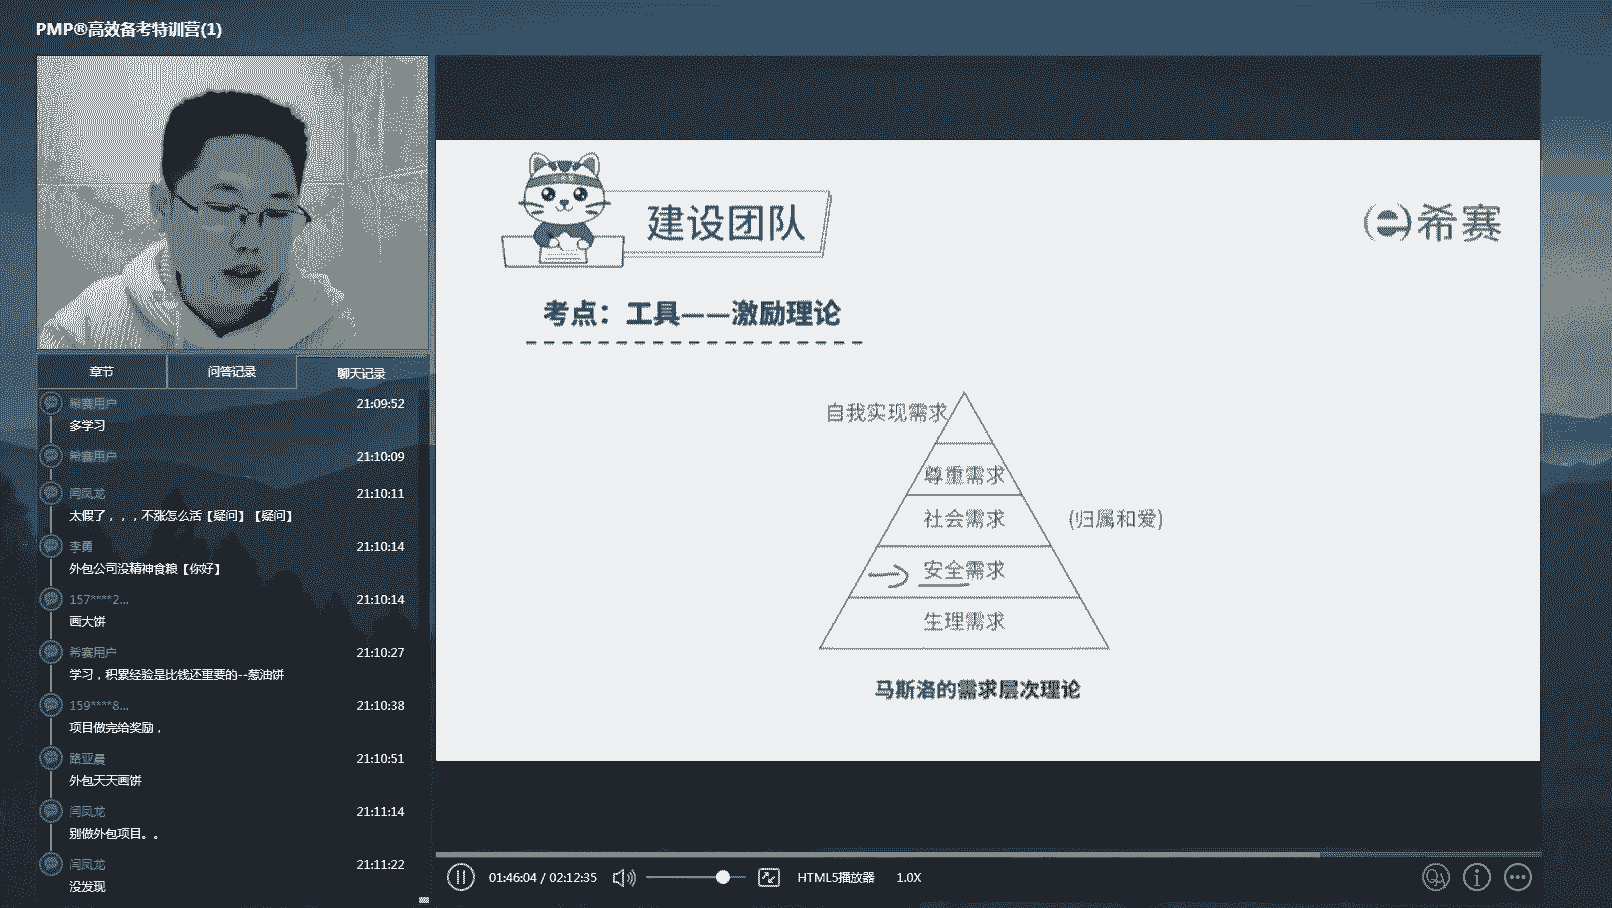 PMP®高效备考特训营(1)
章节
问答记录
聊天记录
希赛用户
21:09:52
多学习
希赛用户
21:10:09
闫凤龙
21:10:11
太假了，，，不涨怎么活【疑问】【疑问】
李勇
21:10:14
外包公司没精神食粮【你好】
157****2...
21:10:14
画大饼
希赛用户
21:10:27
学习，积累经验是比钱还重要的--葱油饼
159****8...
21:10:38
项目做完给奖励，
路亚晨
21:10:51
外包天天画饼
闫凤龙
21:11:14
别做外包项目。。
闫凤龙
21:11:22
没发现
建设团队
希赛
考点：工具——激励理论
自我实现需求
尊重需求
社会需求
(归属和爱)
安全需求
生理需求
马斯洛的需求层次理论
01:46:04 / 02:12:35
HTML5播放器
1.0X